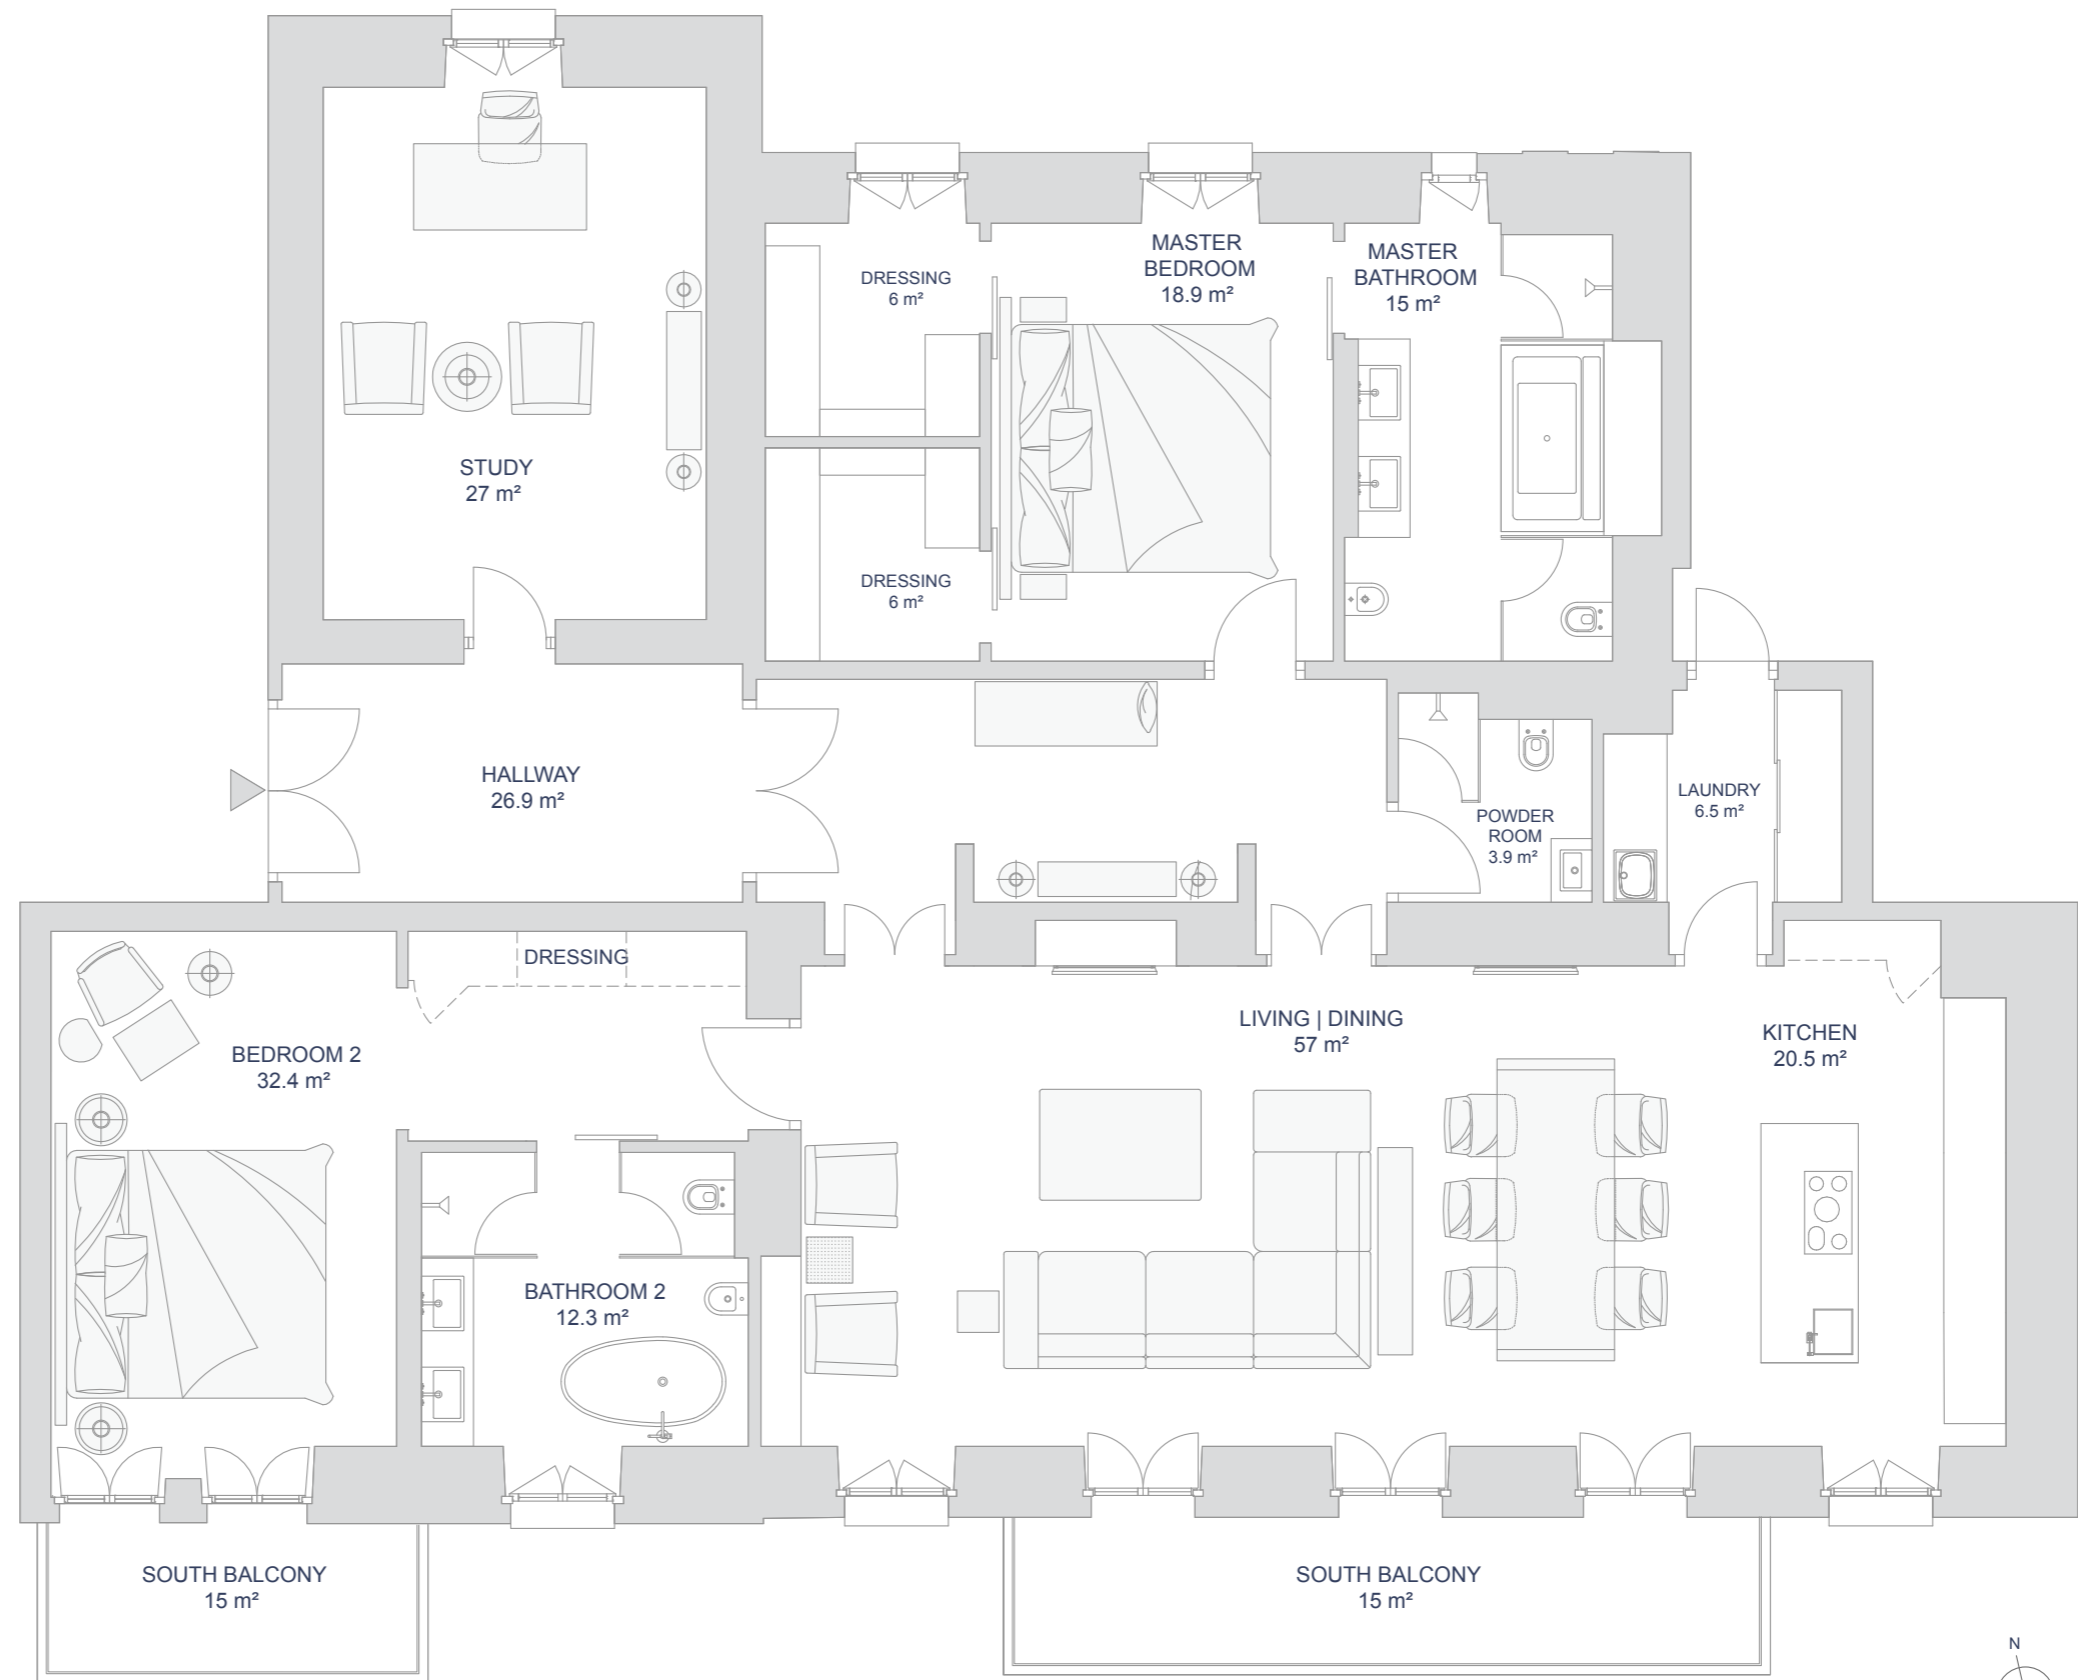 MASTER
BEDROOM
18.9 m²
MASTER
BATHROOM
15 m²
DRESSING
6 m²
STUDY
27 m²
DRESSING
6 m²
HALLWAY
26.9 m²
POWDER
ROOM
3.9 m²
LAUNDRY
6.5 m²
DRESSING
BEDROOM 2
32.4 m²
LIVING | DINING
57 m²
KITCHEN
20.5 m²
BATHROOM 2
12.3 m²
SOUTH BALCONY
15 m²
SOUTH BALCONY
15 m²
N